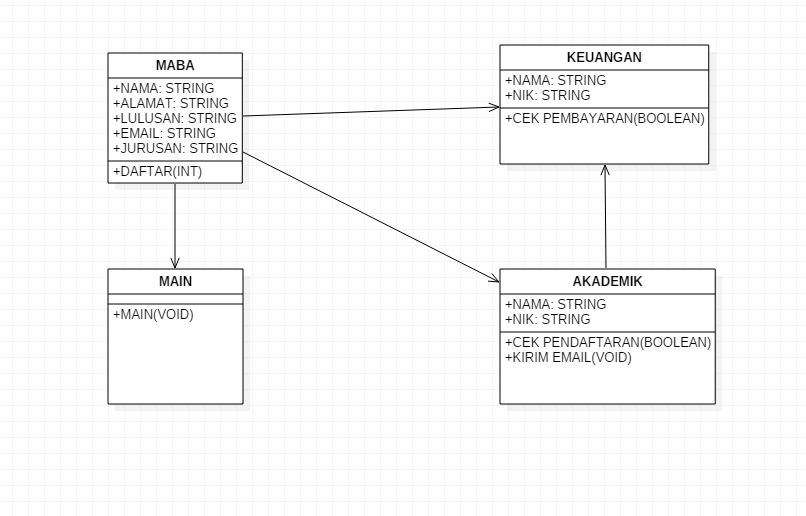 MABA
+NAMA: STRING
+ALAMAT: STRING
+LULUSAN: STRING
+EMAIL: STRING
+JURUSAN: STRING
+DAFTAR(INT)
KEUANGAN
+NAMA: STRING
+NIK: STRING
+CEK PEMBAYARAN(BOOLEAN)
MAIN
+MAIN(VOID)
AKADEMIK
+NAMA: STRING
+NIK: STRING
+CEK PENDAFTARAN(BOOLEAN)
+KIRIM EMAIL(VOID)